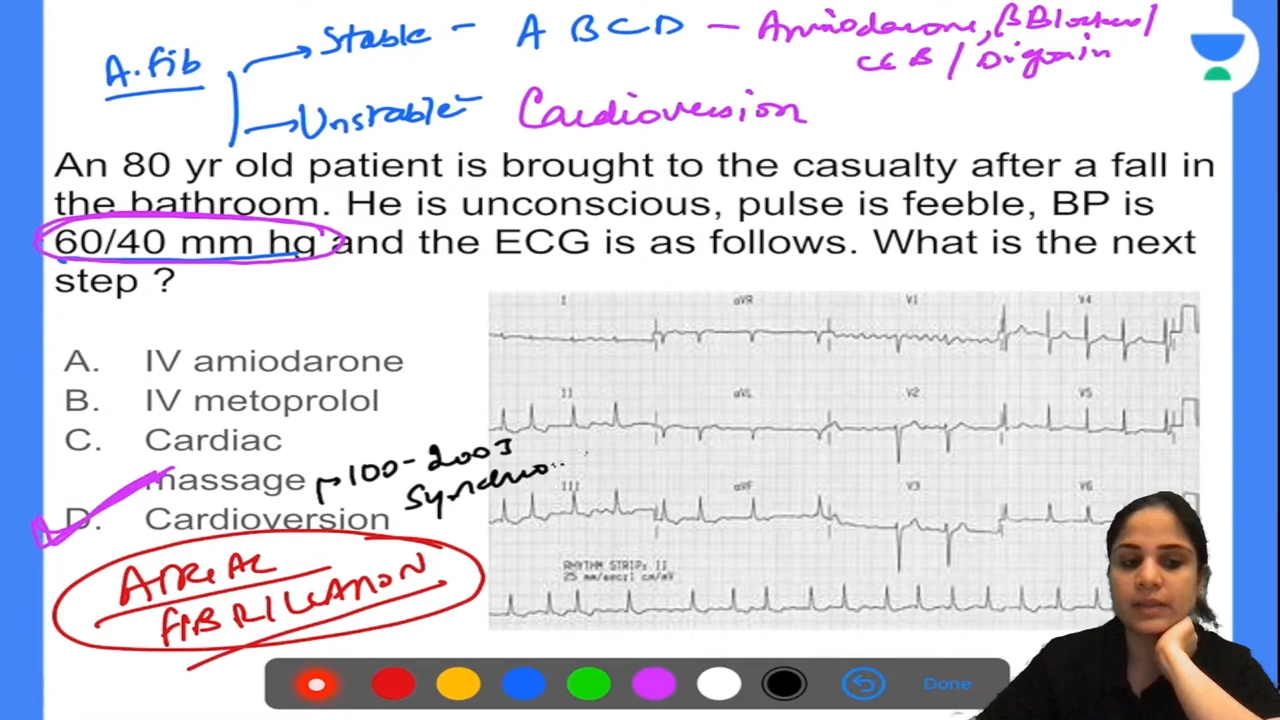 A. fib
Stable - A B C D - Amiodarone, β Blocker/
CCB / Digoxin
Unstable - Cardioversion
An 80 yr old patient is brought to the casualty after a fall in
the bathroom. He is unconscious, pulse is feeble, BP is
60/40 mm hg and the ECG is as follows. What is the next
step ?
A. IV amiodarone
B. IV metoprolol
C. Cardiac
massage
D. Cardioversion
100-200J
Synchro
ATRIAL
FIBRILLATION
I aVR V1 V4
II aVL V2 V5
III aVF V3 V6
RHYTHM STRIP: II
25 mm/sec;
Done